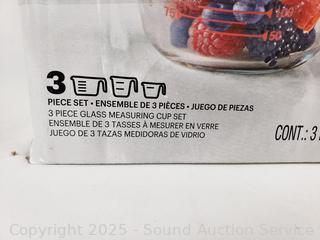 750
100
50
3
PIECE SET • ENSEMBLE DE 3 PIÈCES • JUEGO DE PIEZAS
3 PIECE GLASS MEASURING CUP SET
ENSEMBLE DE 3 TASSES À MESURER EN VERRE
JUEGO DE 3 TAZAS MEDIDORAS DE VIDRIO
CONT.: 3
Copyright 2025 - Sound Auction Service